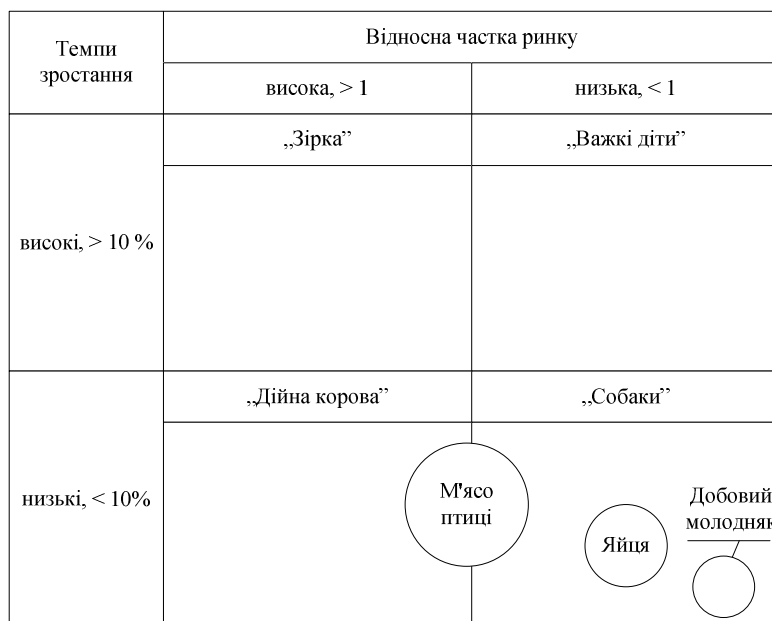 Темпи
зростання
Відносна частка ринку
висока, > 1
низька, < 1
„Зірка”
„Важкі діти”
високі, > 10 %
„Дійна корова”
„Собаки”
низькі, < 10%
М'ясо
птиці
Яйця
Добовий
молодняк